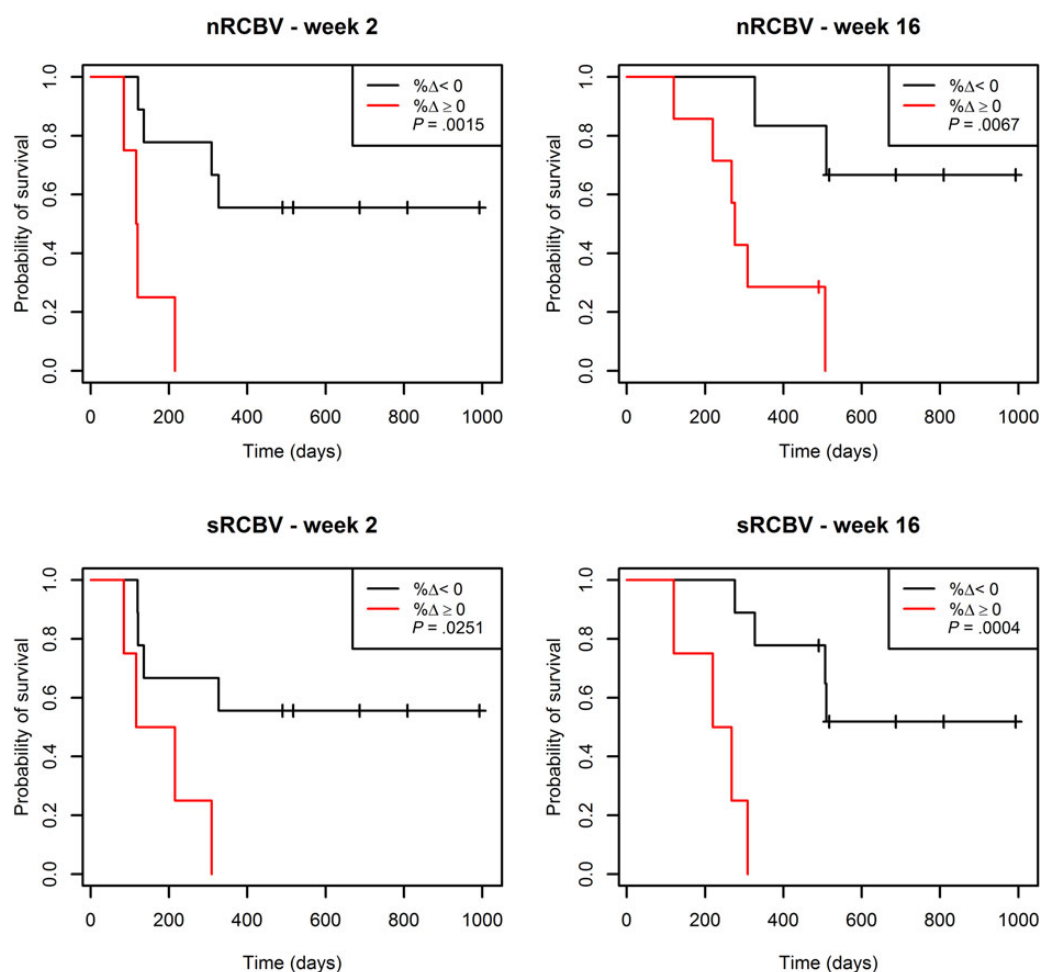 nRCBV - week 2
%Δ< 0
%Δ ≥ 0
P = .0015
Probability of survival
0.0 0.2 0.4 0.6 0.8 1.0
0 200 400 600 800 1000
Time (days)
nRCBV - week 16
%Δ< 0
%Δ ≥ 0
P = .0067
Probability of survival
0.0 0.2 0.4 0.6 0.8 1.0
0 200 400 600 800 1000
Time (days)
sRCBV - week 2
%Δ< 0
%Δ ≥ 0
P = .0251
Probability of survival
0.0 0.2 0.4 0.6 0.8 1.0
0 200 400 600 800 1000
Time (days)
sRCBV - week 16
%Δ< 0
%Δ ≥ 0
P = .0004
Probability of survival
0.0 0.2 0.4 0.6 0.8 1.0
0 200 400 600 800 1000
Time (days)